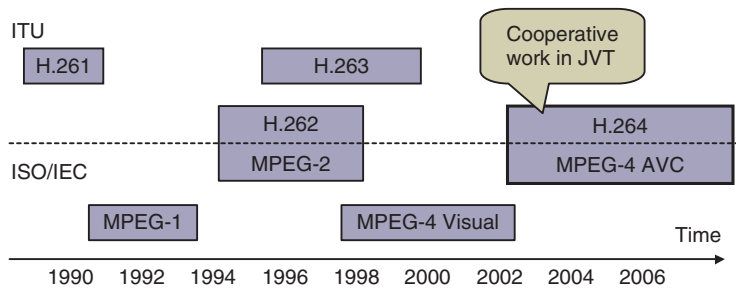 ITU
Cooperative
work in JVT
H.261
H.263
H.262
H.264
MPEG-2
MPEG-4 AVC
ISO/IEC
MPEG-1
MPEG-4 Visual
Time
1990 1992 1994 1996 1998 2000 2002 2004 2006